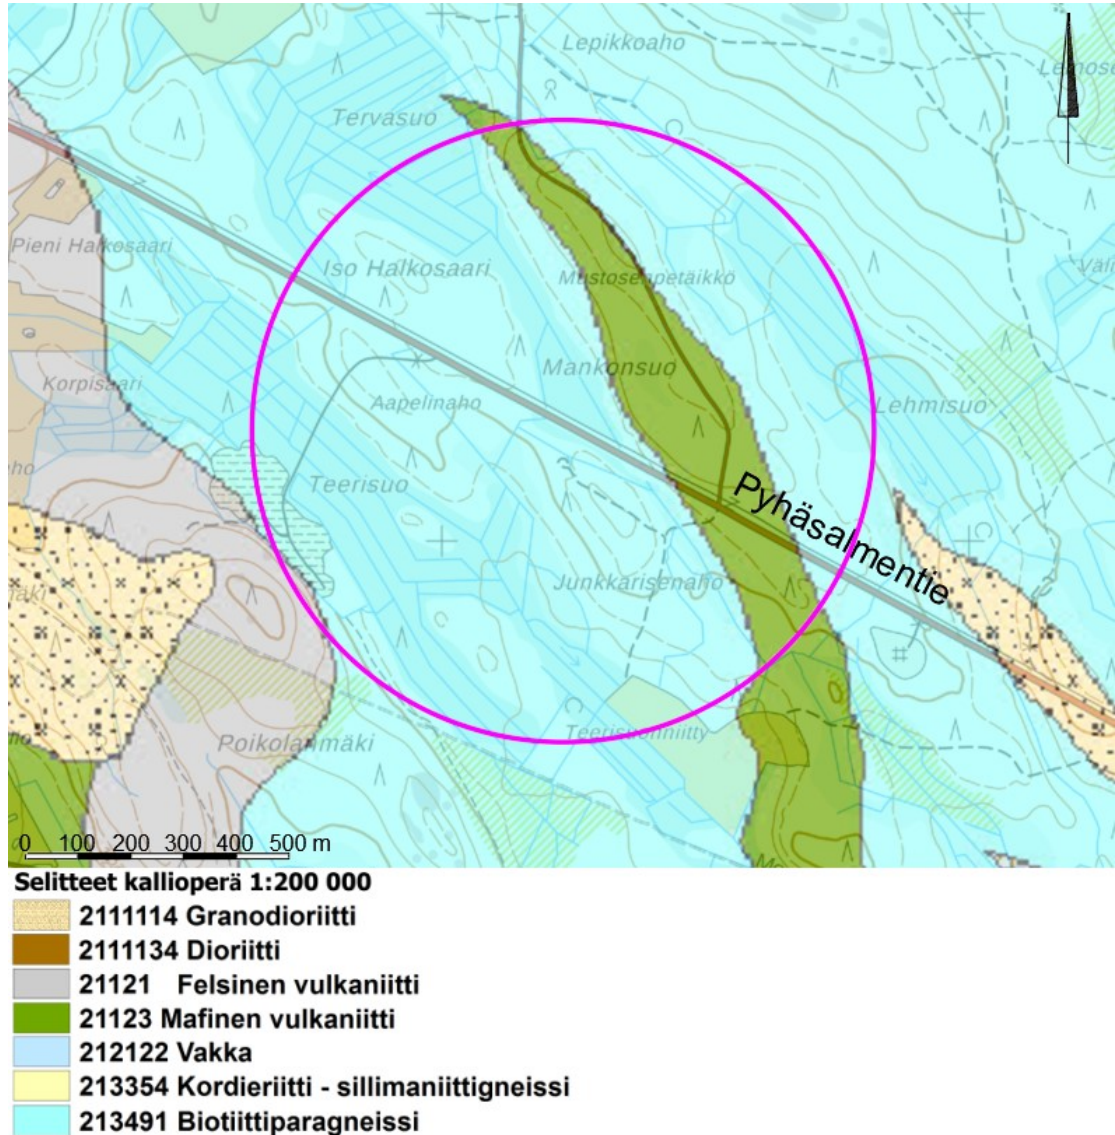 Lepikkoaho
Tervasuo
Pieni Halkosaari
Iso Halkosaari
Mustosenpetäikkö
Mankonsuo
Korpisaari
Aapelinaho
Lehmisuo
Teerisuo
Pyhäsalmentie
Junkkarisenaho
Teerisuonniitty
Poikolanmäki
0 100 200 300 400 500 m
Selitteet kallioperä 1:200 000
2111114 Granodioriitti
2111134 Dioriitti
21121 Felsinen vulkaniitti
21123 Mafinen vulkaniitti
212122 Vakka
213354 Kordieriitti - sillimaniittigneissi
213491 Biotiittiparagneissi